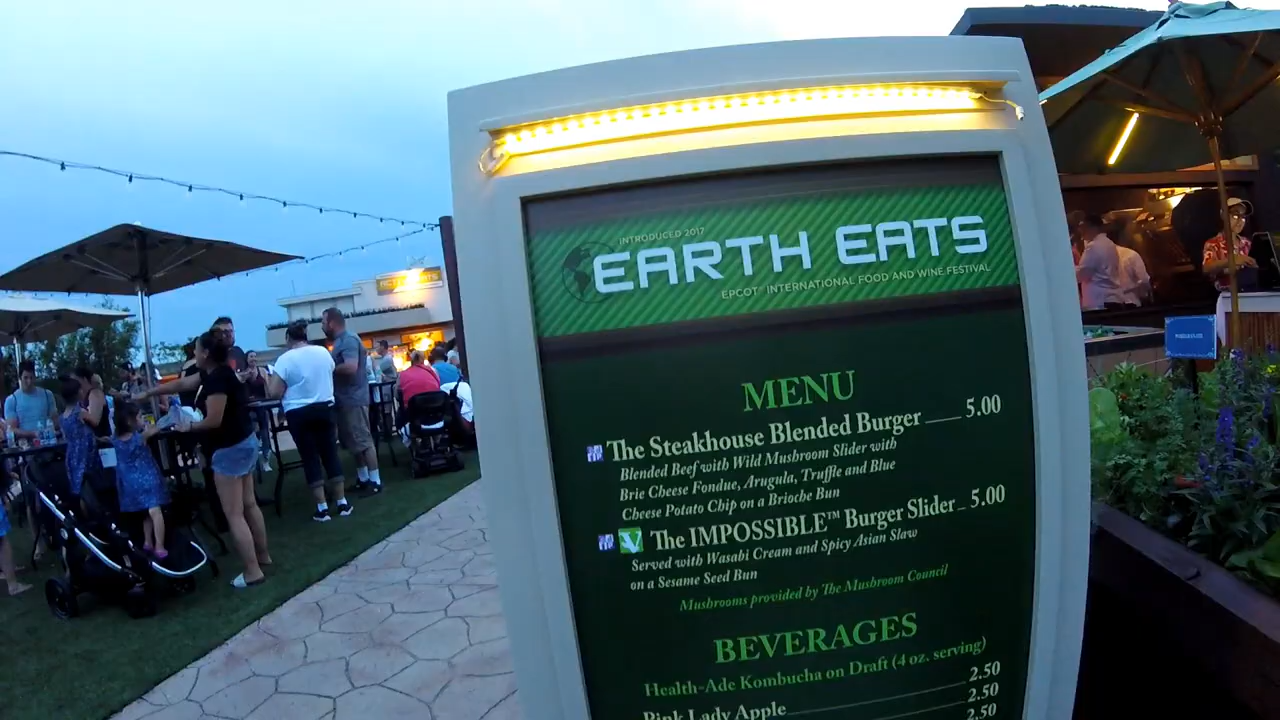 INTRODUCED 2017
EARTH EATS
EPCOT® INTERNATIONAL FOOD AND WINE FESTIVAL
MENU
The Steakhouse Blended Burger 5.00
Blended Beef with Wild Mushroom Slider with
Brie Cheese Fondue, Arugula, Truffle and Blue
Cheese Potato Chip on a Brioche Bun
The IMPOSSIBLE™ Burger Slider 5.00
Served with Wasabi Cream and Spicy Asian Slaw
on a Sesame Seed Bun
Mushrooms provided by The Mushroom Council
BEVERAGES
Health-Ade Kombucha on Draft (4 oz. serving)
Pink Lady Apple 2.50
2.50
2.50